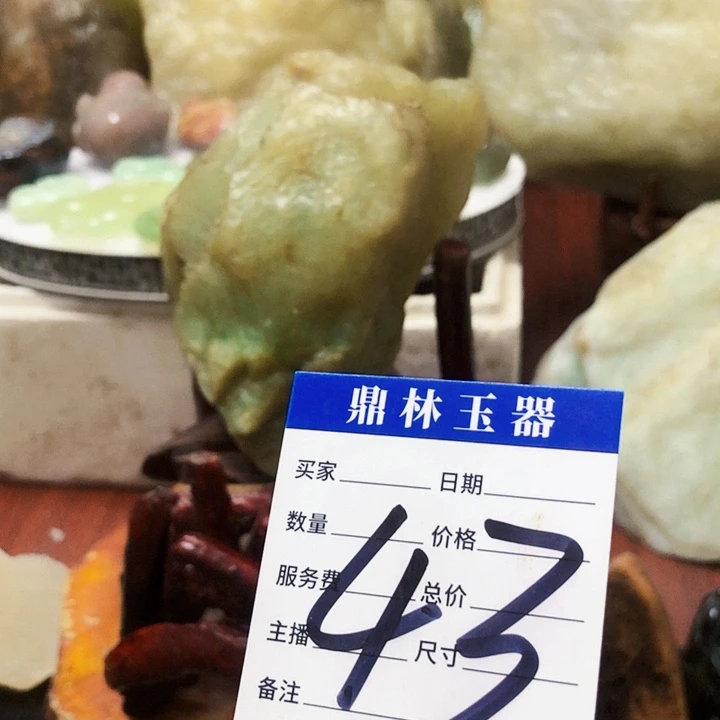 鼎林玉器
买家 日期
数量 价格
服务费 总价
主播 尺寸
备注
43